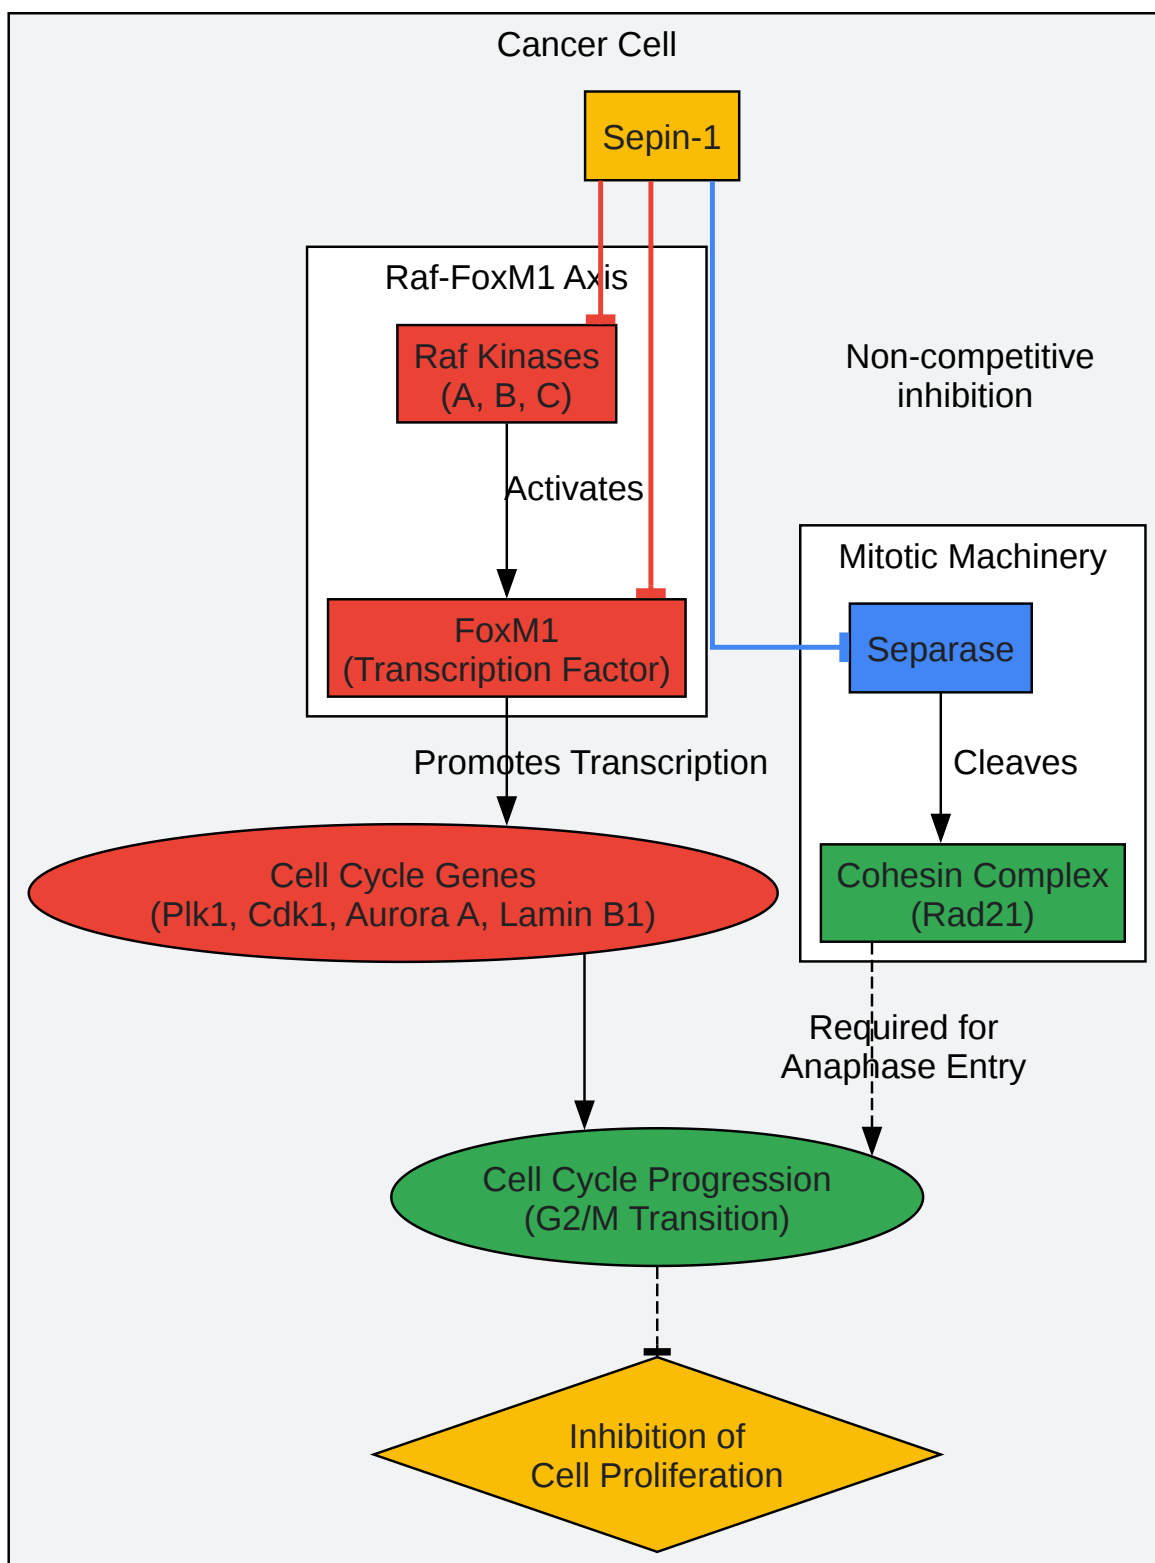 Cancer Cell
Sepin-1
Raf-FoxM1 Axis
Raf Kinases
(A, B, C)
Non-competitive
inhibition
Activates
Mitotic Machinery
FoxM1
(Transcription Factor)
Separase
Promotes Transcription
Cleaves
Cell Cycle Genes
(Plk1, Cdk1, Aurora A, Lamin B1)
Cohesin Complex
(Rad21)
Required for
Anaphase Entry
Cell Cycle Progression
(G2/M Transition)
Inhibition of
Cell Proliferation